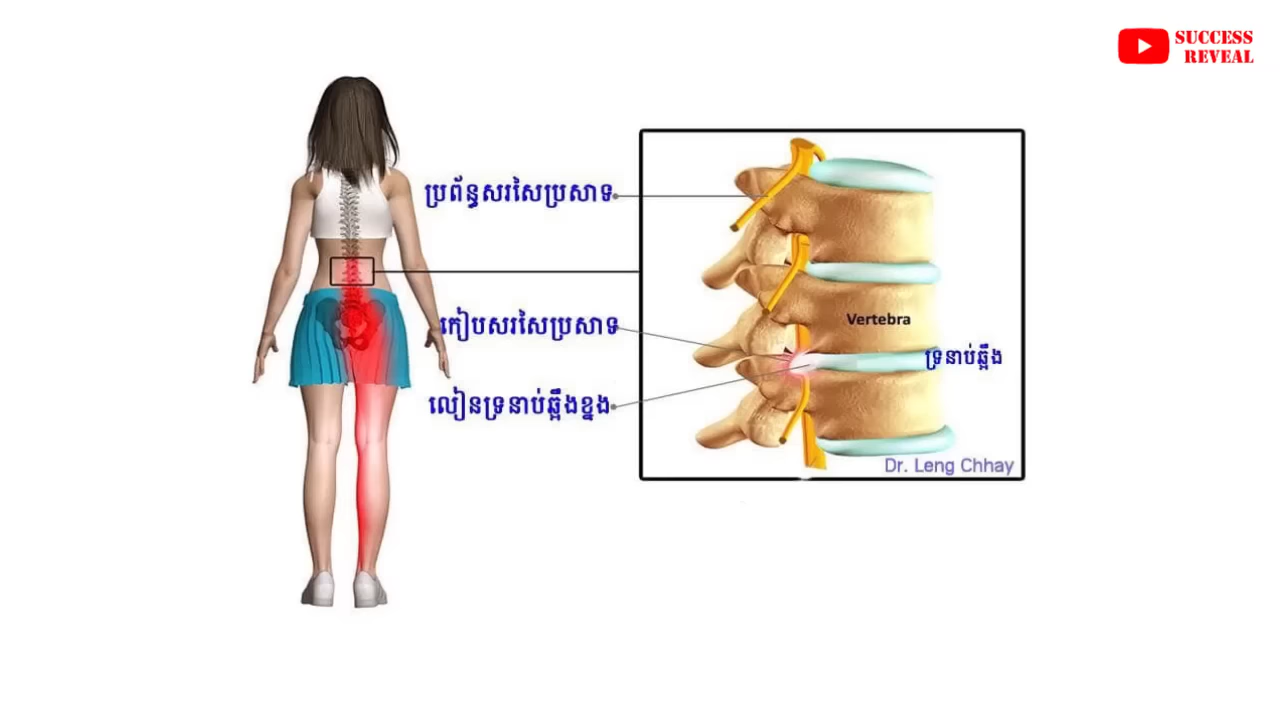 SUCCESS
REVEAL
ប្រព័ន្ធសរសៃប្រសាទ
កៀបសរសៃប្រសាទ
លៀនទ្រនាប់ឆ្អឹងខ្នង
Vertebra
ទ្រនាប់ឆ្អឹង
Dr. Leng Chhay